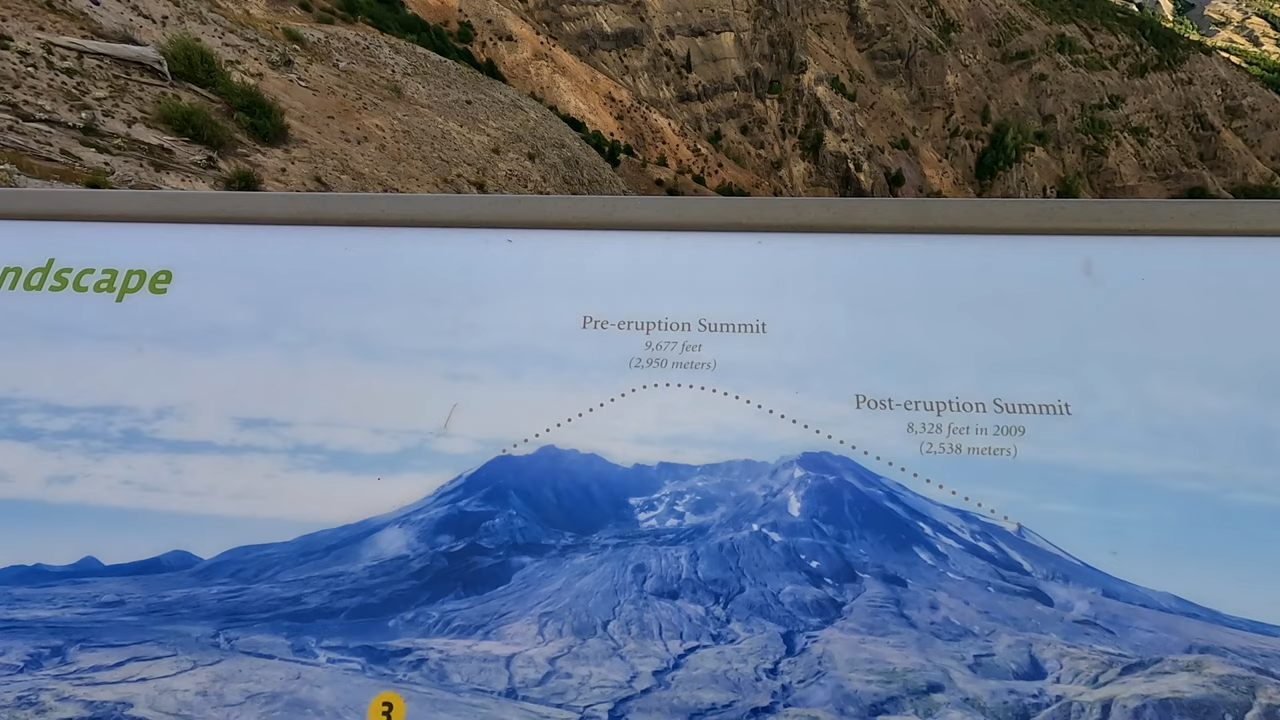 ndscape
Pre-eruption Summit
9,677 feet
(2,950 meters)
Post-eruption Summit
8,328 feet in 2009
(2,538 meters)
3